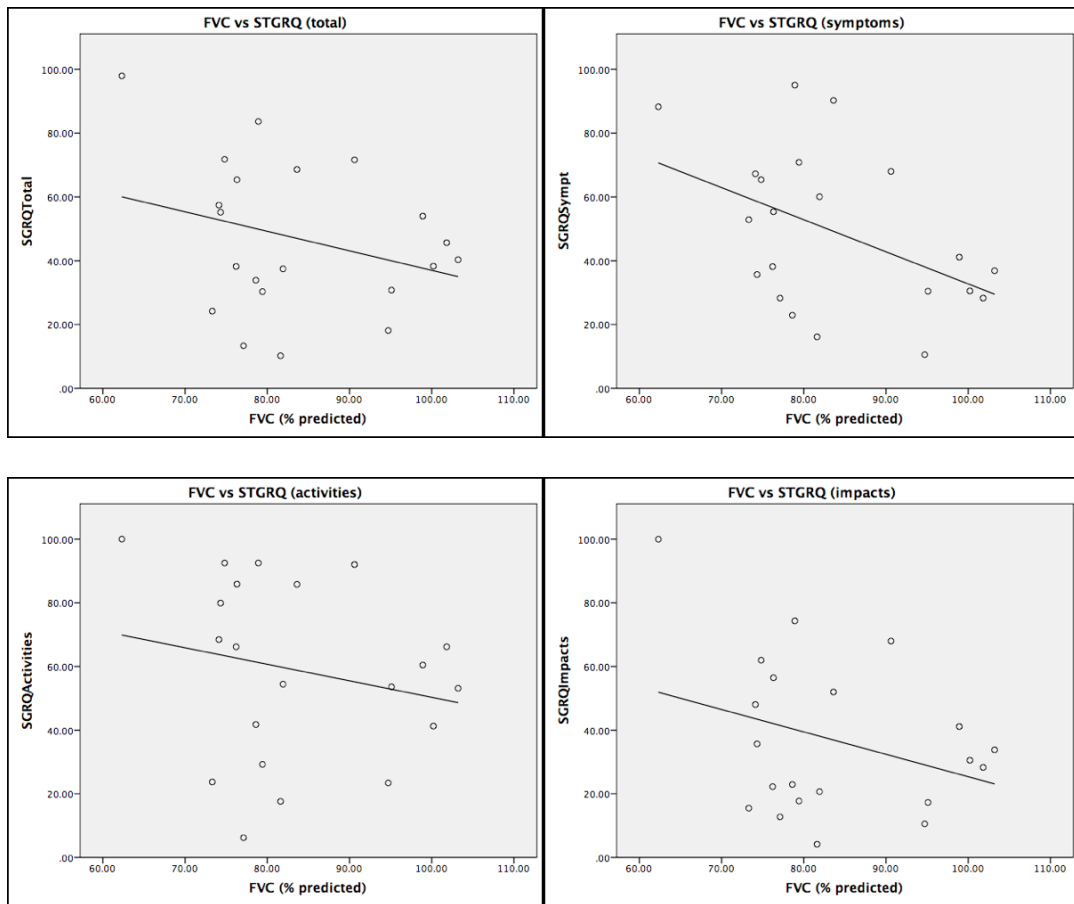 FVC vs STGRQ (total)
SGRQTotal
100.00
80.00
60.00
40.00
20.00
.00
60.00 70.00 80.00 90.00 100.00 110.00
FVC (% predicted)
FVC vs STGRQ (symptoms)
SGRQSympt
100.00
80.00
60.00
40.00
20.00
.00
60.00 70.00 80.00 90.00 100.00 110.00
FVC (% predicted)
FVC vs STGRQ (activities)
SGRQActivities
100.00
80.00
60.00
40.00
20.00
.00
60.00 70.00 80.00 90.00 100.00 110.00
FVC (% predicted)
FVC vs STGRQ (impacts)
SGRQImpacts
100.00
80.00
60.00
40.00
20.00
.00
60.00 70.00 80.00 90.00 100.00 110.00
FVC (% predicted)